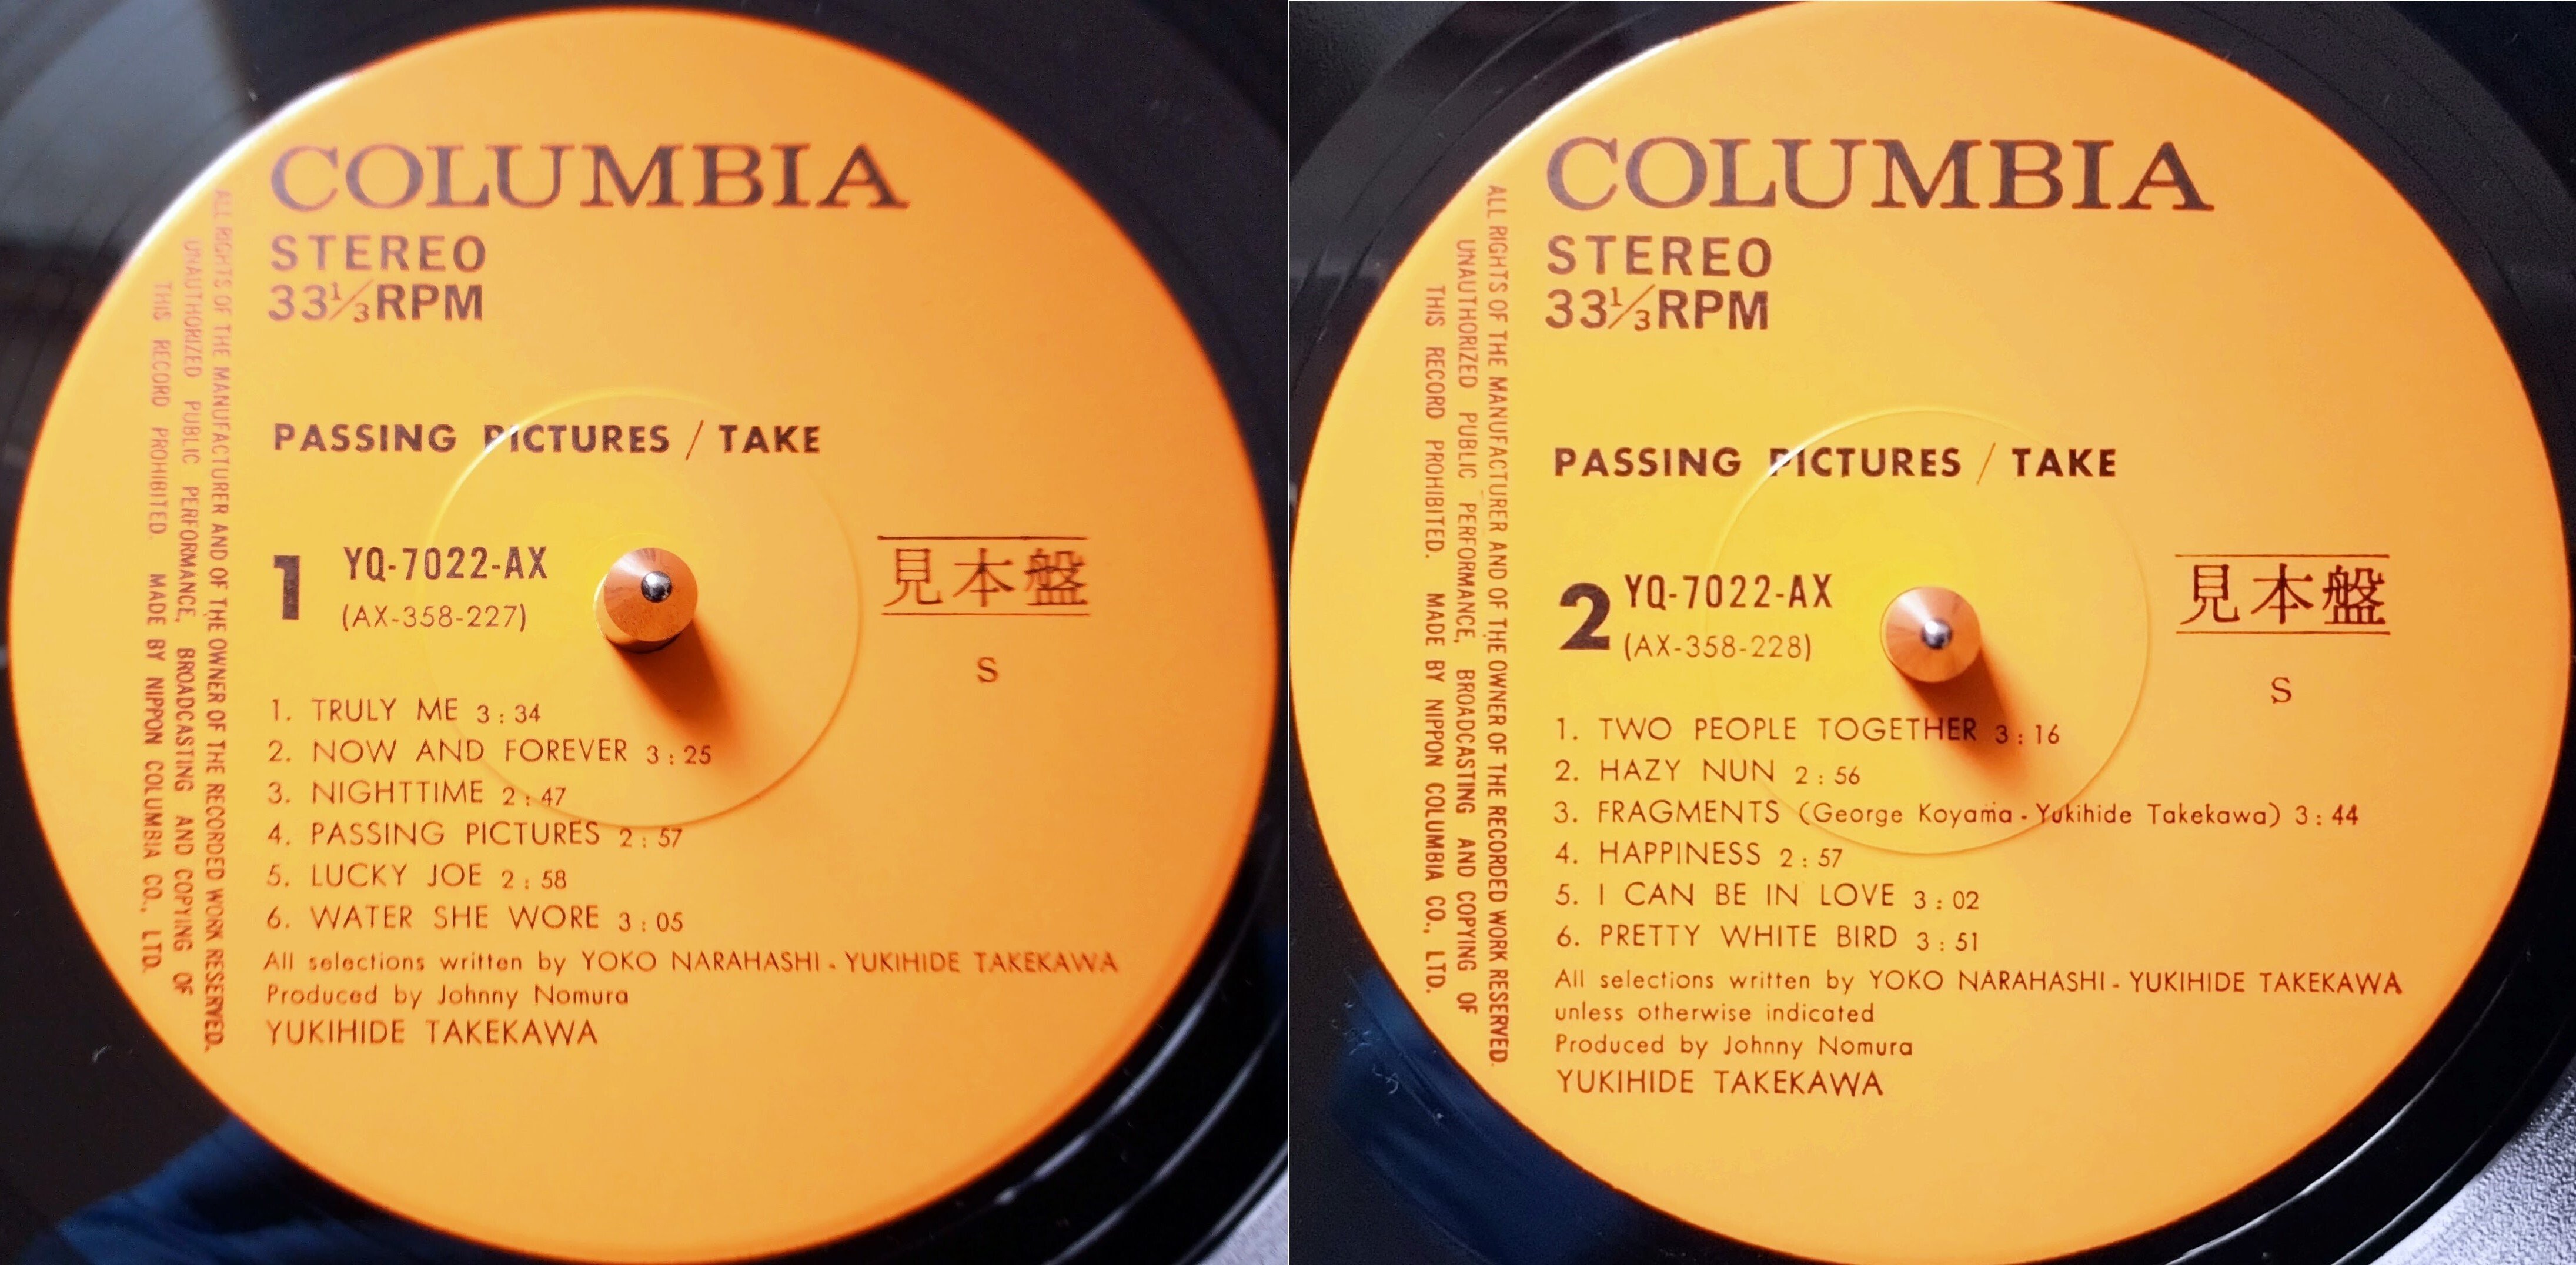 COLUMBIA
STEREO
33⅓RPM
PASSING PICTURES / TAKE
1
YQ-7022-AX
(AX-358-227)
見本盤
S
1. TRULY ME 3:34
2. NOW AND FOREVER 3:25
3. NIGHTTIME 2:47
4. PASSING PICTURES 2:57
5. LUCKY JOE 2:58
6. WATER SHE WORE 3:05
All selections written by YOKO NARAHASHI - YUKIHIDE TAKEKAWA
Produced by Johnny Nomura
YUKIHIDE TAKEKAWA
ALL RIGHTS OF THE MANUFACTURER AND OF THE OWNER OF THE RECORDED WORK RESERVED.
UNAUTHORIZED PUBLIC PERFORMANCE, BROADCASTING AND COPYING OF
THIS RECORD PROHIBITED. MADE BY NIPPON COLUMBIA CO., LTD.
COLUMBIA
STEREO
33⅓RPM
PASSING PICTURES / TAKE
2
YQ-7022-AX
(AX-358-228)
見本盤
S
1. TWO PEOPLE TOGETHER 3:16
2. HAZY NUN 2:56
3. FRAGMENTS (George Koyama - Yukihide Takekawa) 3:44
4. HAPPINESS 2:57
5. I CAN BE IN LOVE 3:02
6. PRETTY WHITE BIRD 3:51
All selections written by YOKO NARAHASHI - YUKIHIDE TAKEKAWA
unless otherwise indicated
Produced by Johnny Nomura
YUKIHIDE TAKEKAWA
ALL RIGHTS OF THE MANUFACTURER AND OF THE OWNER OF THE RECORDED WORK RESERVED.
UNAUTHORIZED PUBLIC PERFORMANCE, BROADCASTING AND COPYING OF
THIS RECORD PROHIBITED. MADE BY NIPPON COLUMBIA CO., LTD.